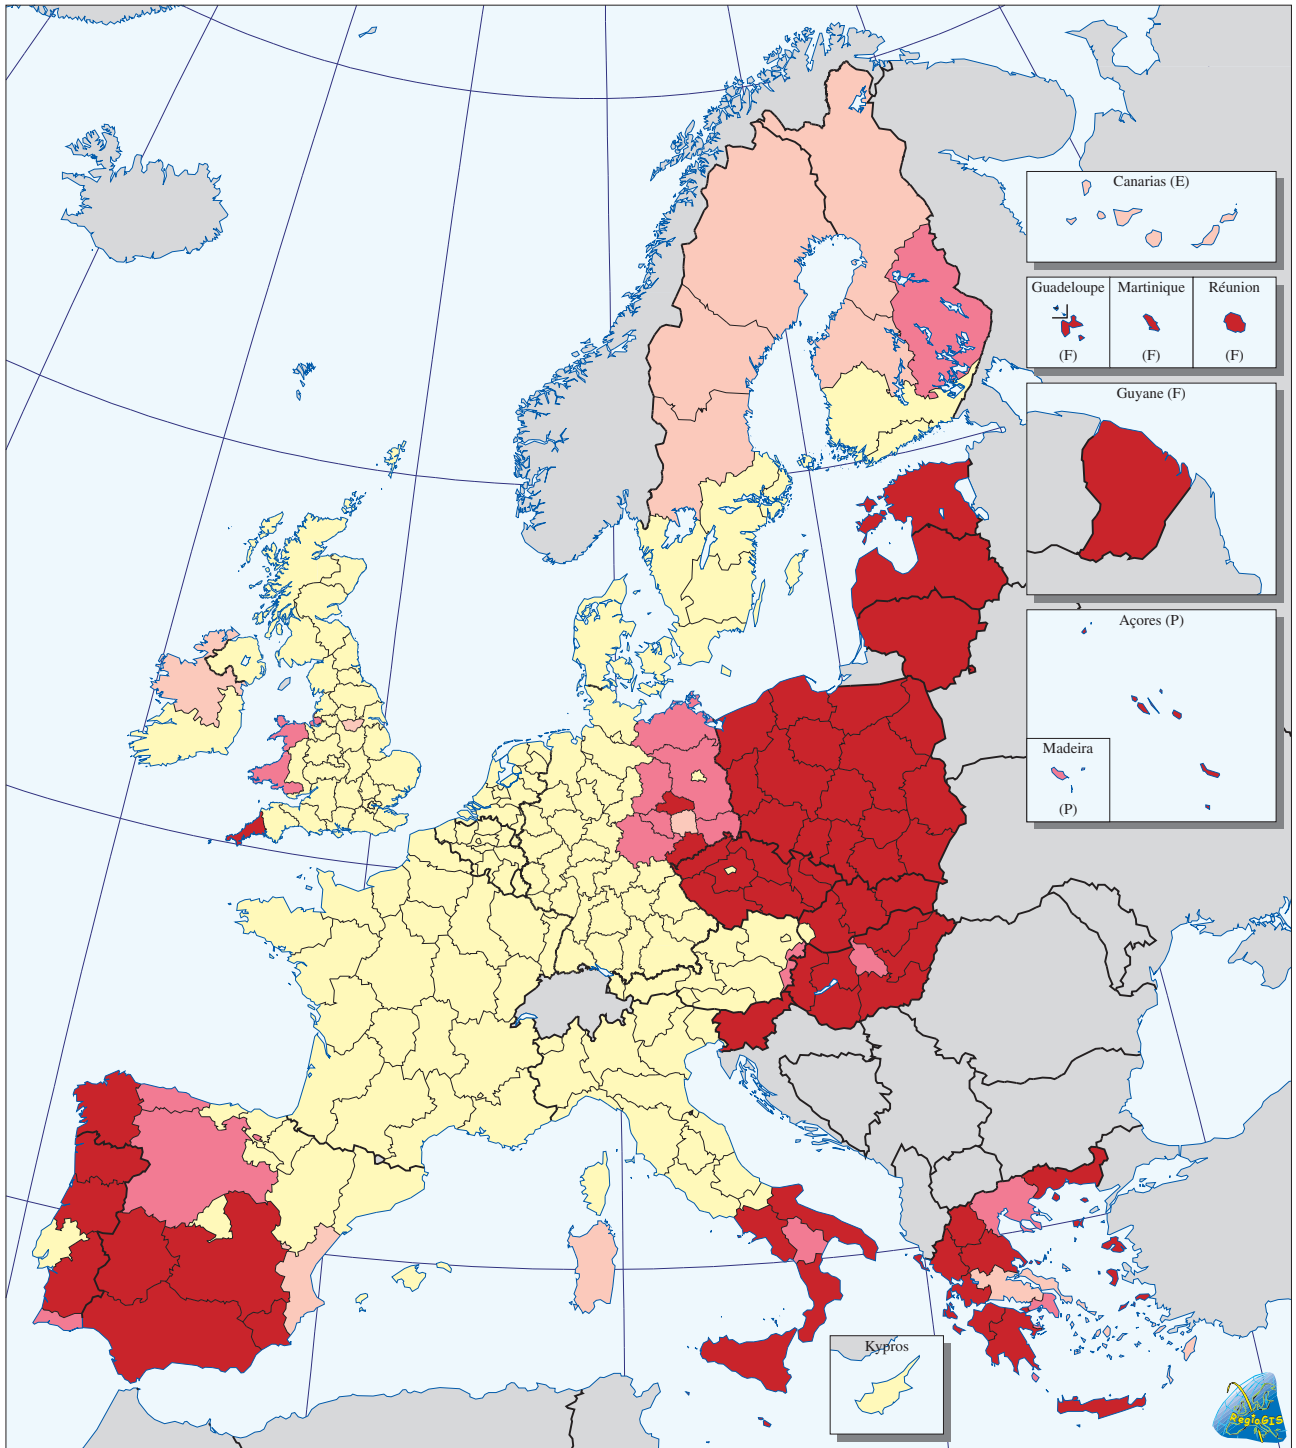 Canarias (E)
Guadeloupe
Martinique
Réunion
(F)
(F)
(F)
Guyane (F)
Açores (P)
Madeira
(P)
Kypros
RegioGIS